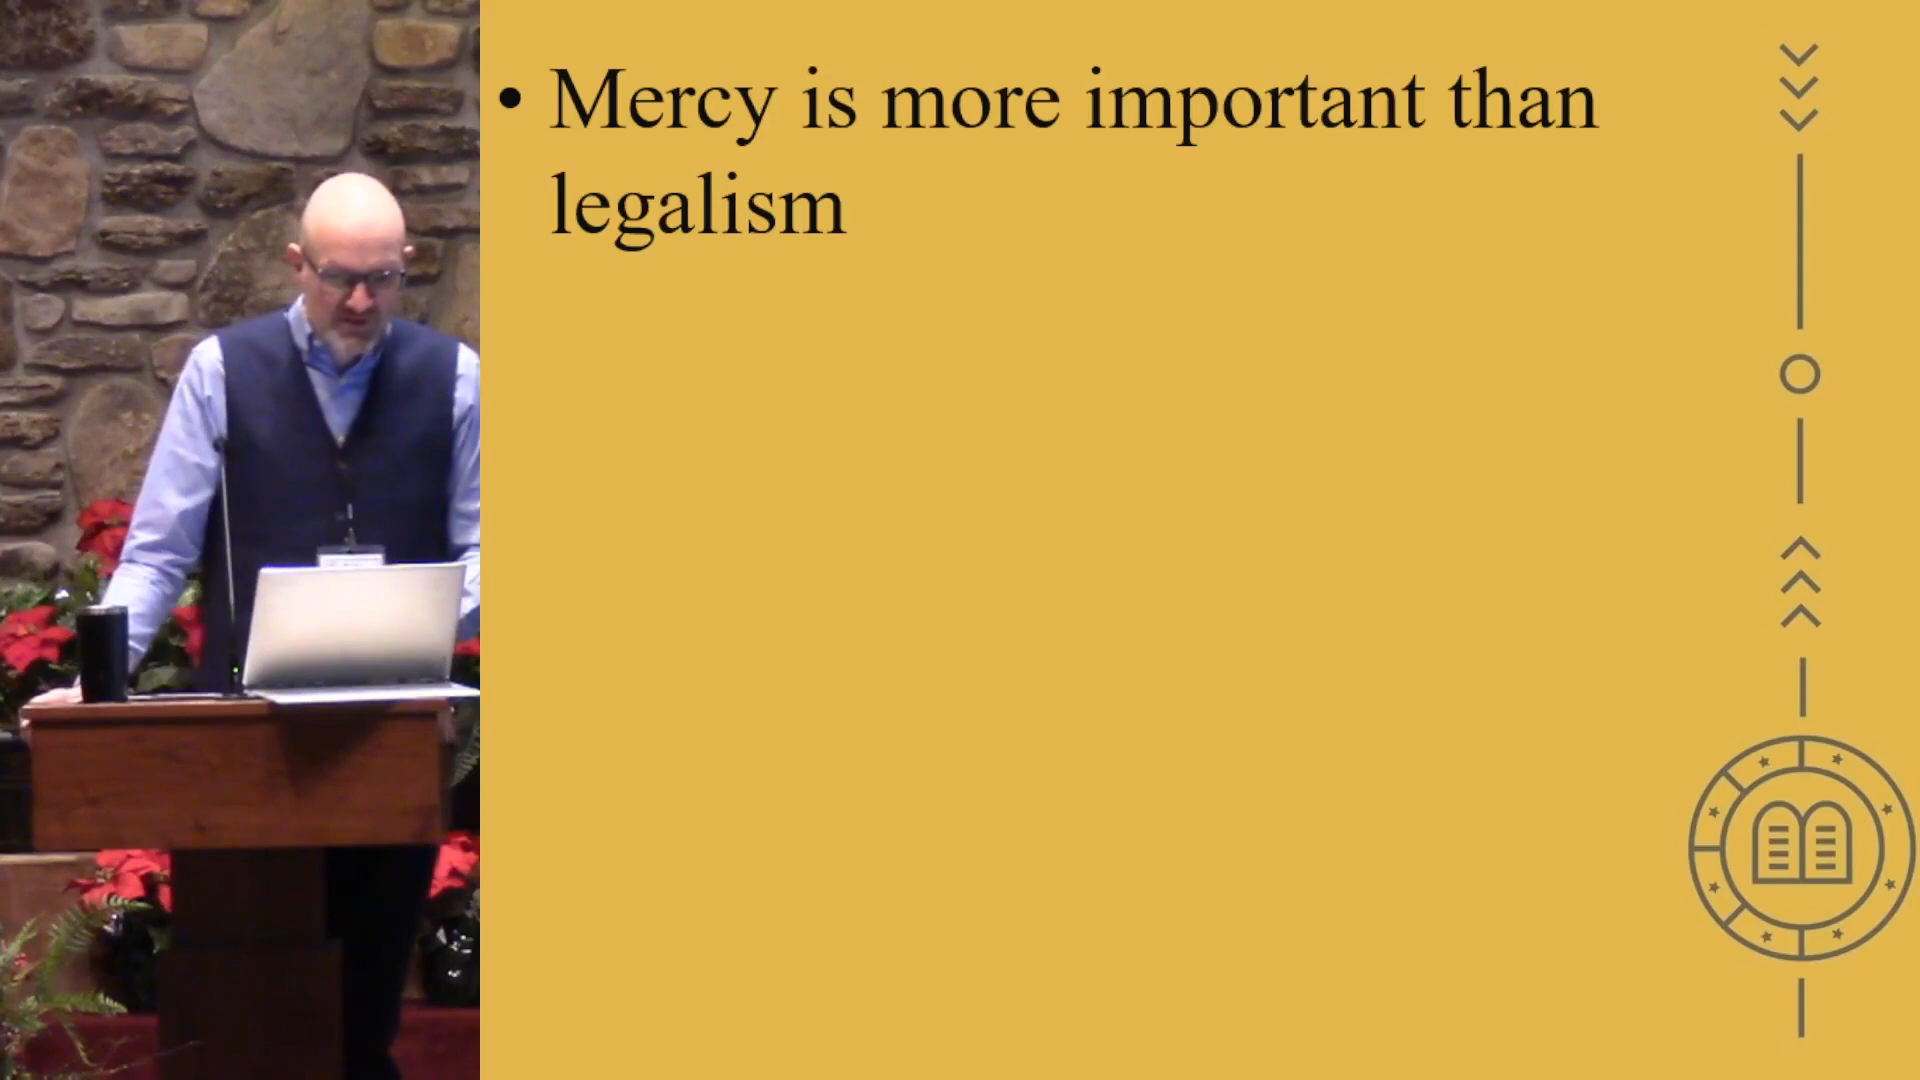 • Mercy is more important than
legalism